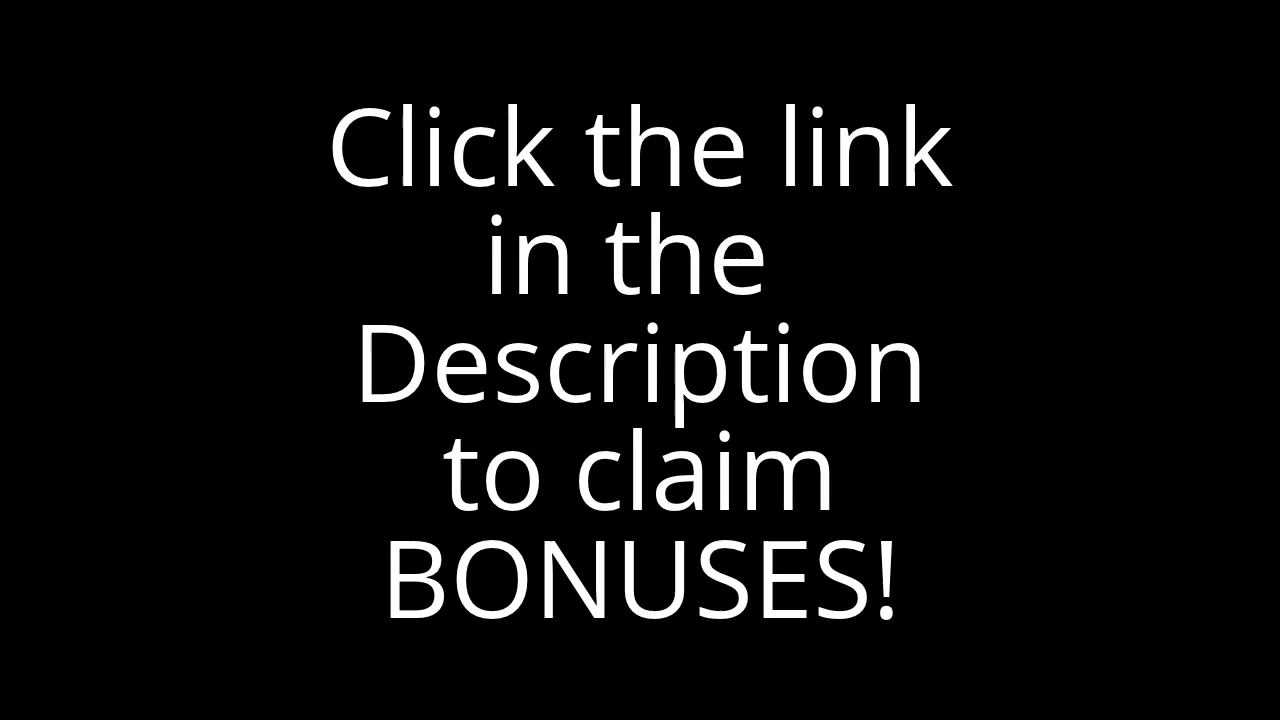 Click the link
in the
Description
to claim
BONUSES!